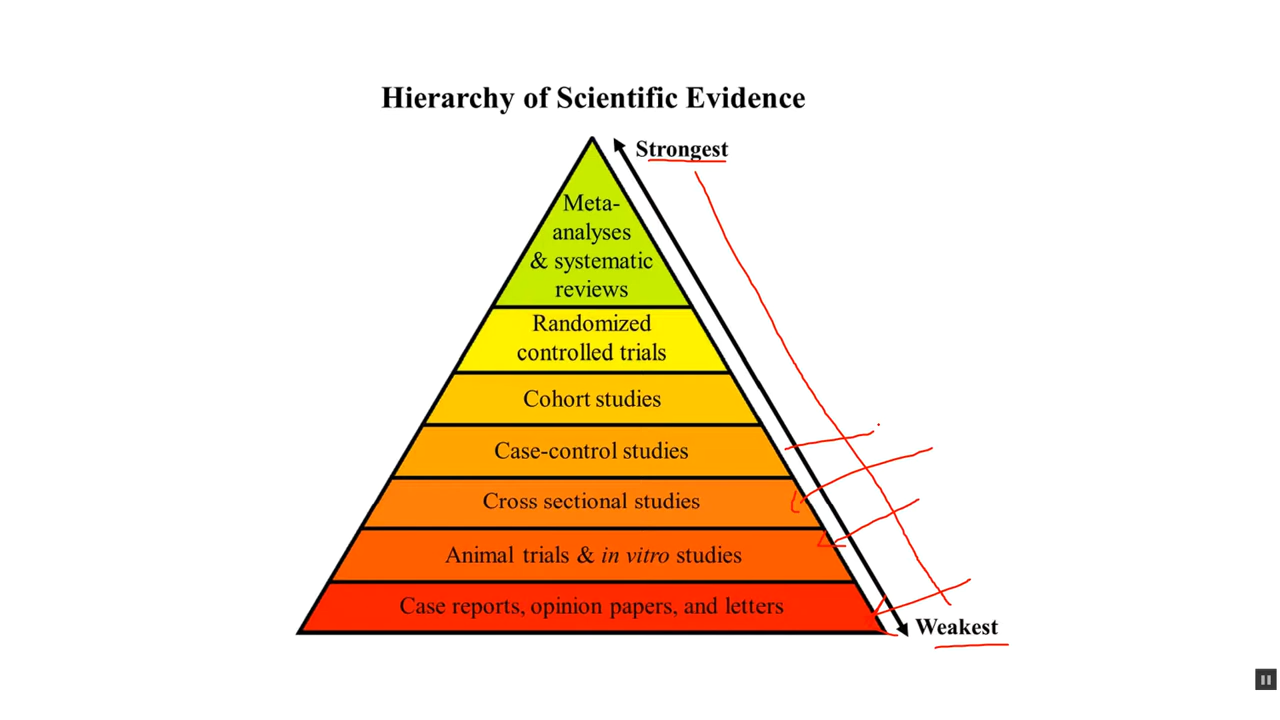 Hierarchy of Scientific Evidence
Strongest
Meta-
analyses
& systematic
reviews
Randomized
controlled trials
Cohort studies
Case-control studies
Cross sectional studies
Animal trials & in vitro studies
Case reports, opinion papers, and letters
Weakest